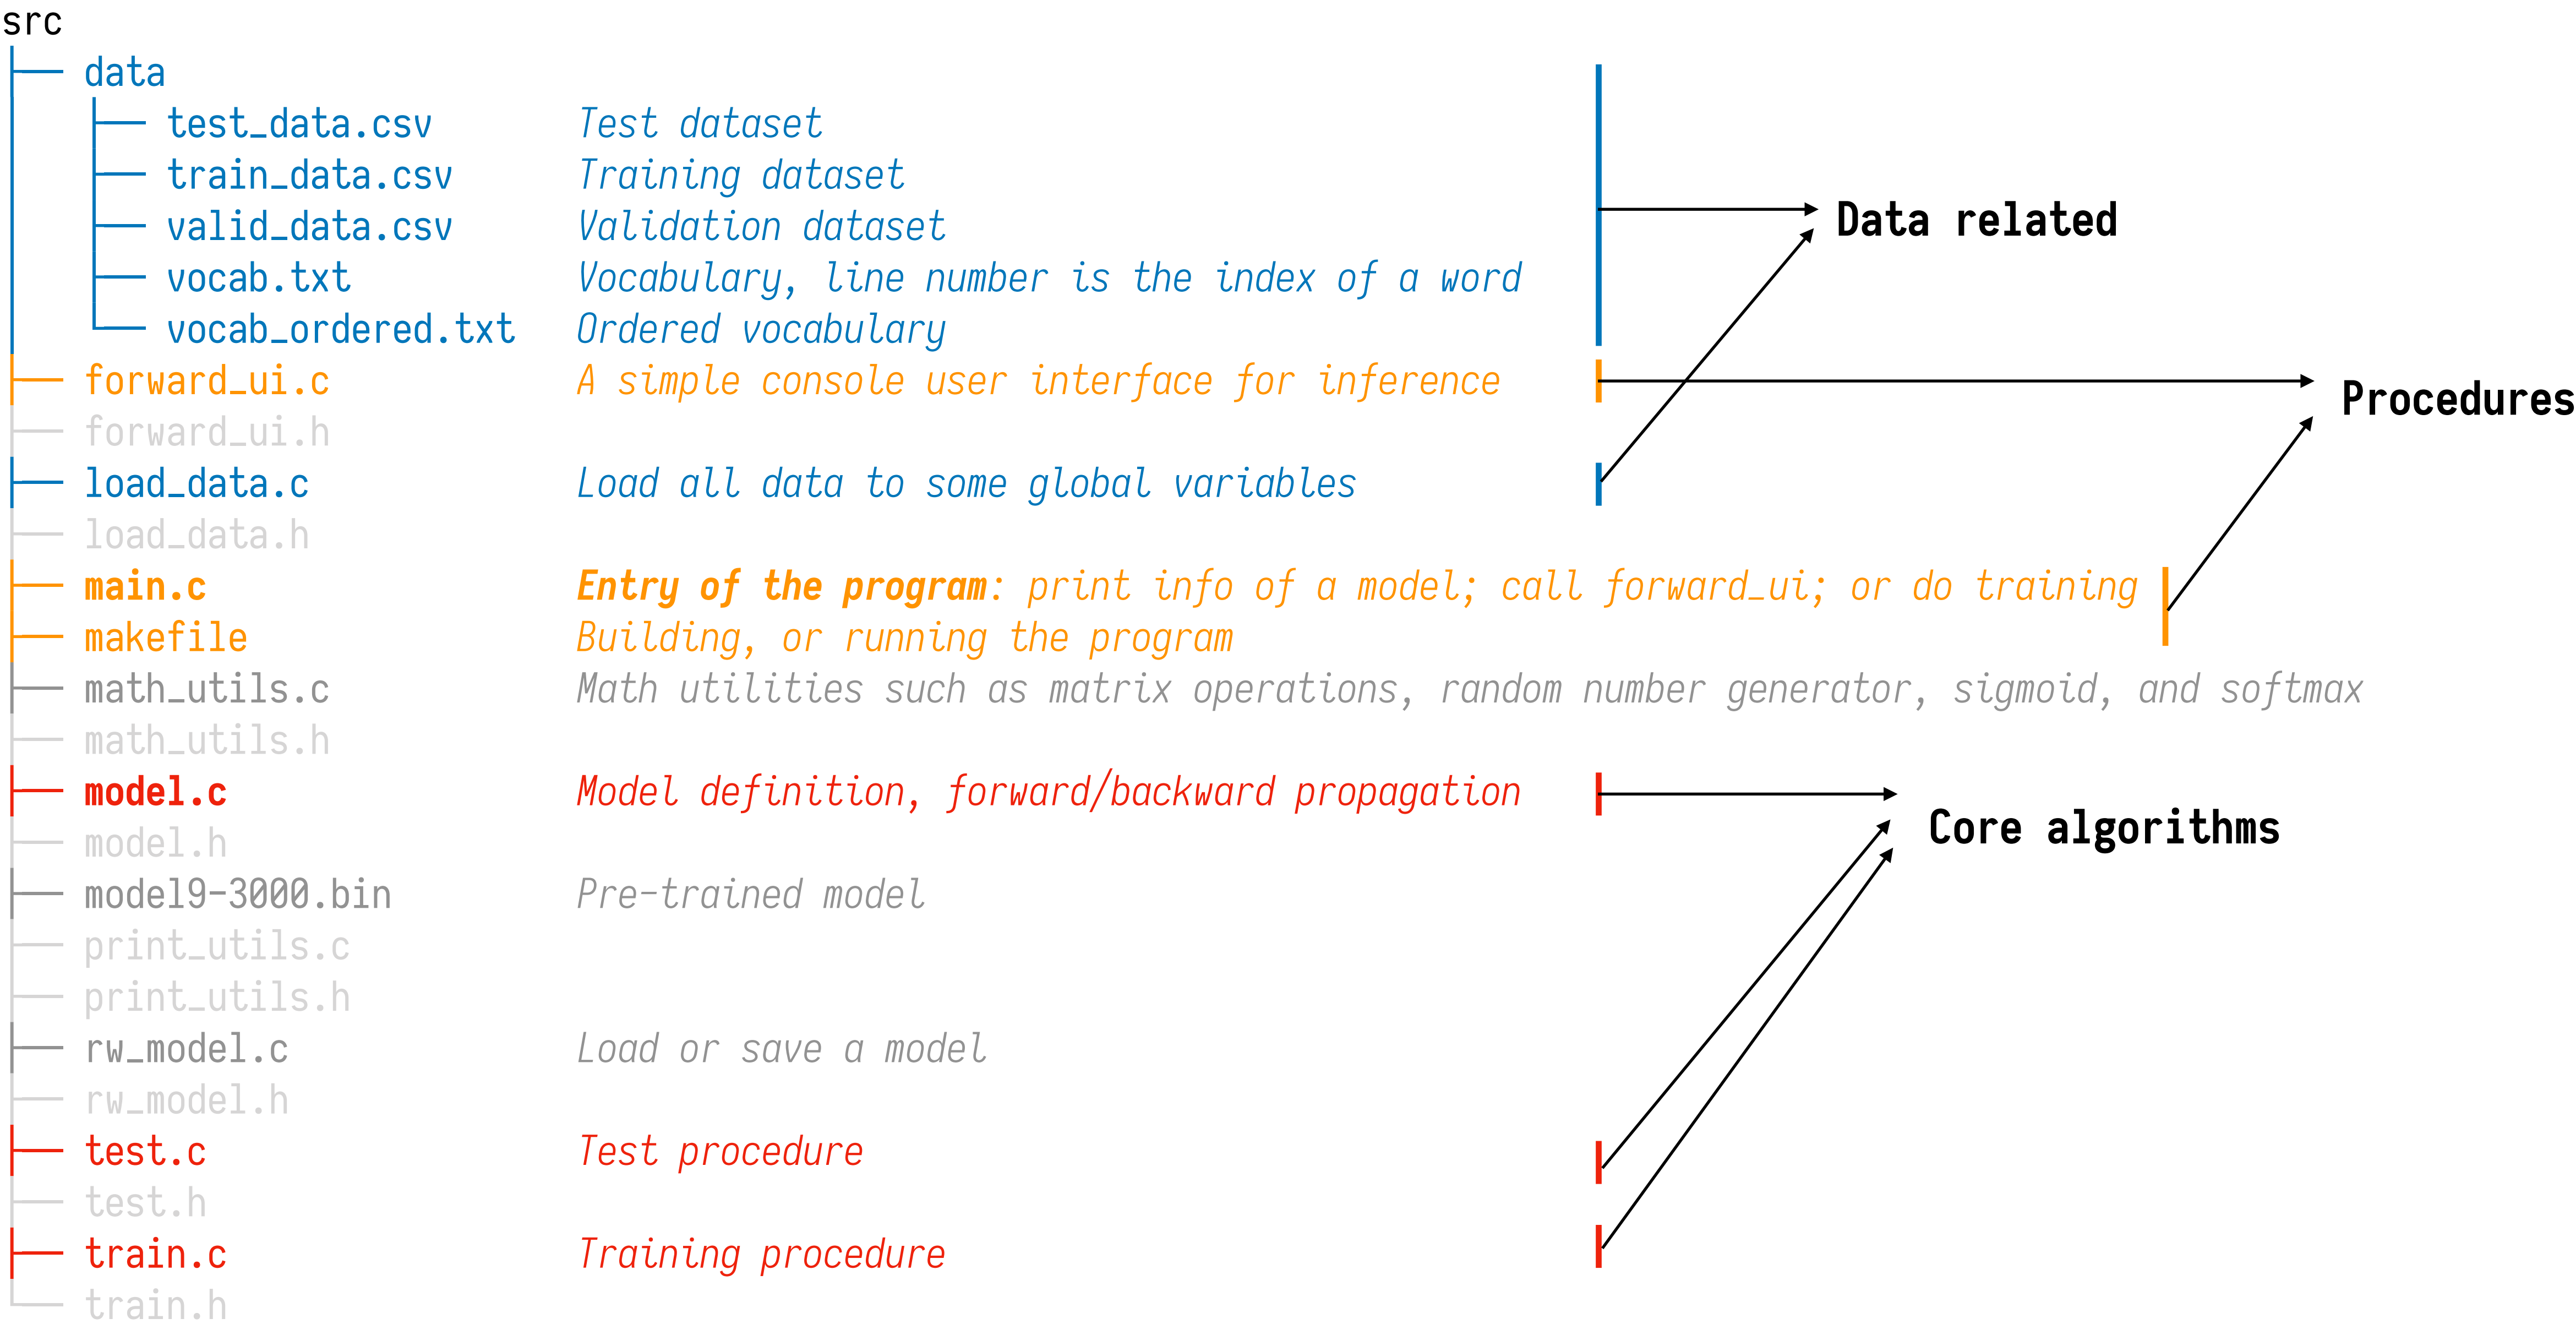 src
data
test_data.csv Test dataset
train_data.csv Training dataset
valid_data.csv Validation dataset
Data related
vocab.txt Vocabulary, line number is the index of a word
vocab_ordered.txt Ordered vocabulary
forward_ui.c A simple console user interface for inference
Procedures
forward_ui.h
load_data.c Load all data to some global variables
load_data.h
main.c Entry of the program: print info of a model; call forward_ui; or do training
makefile Building, or running the program
math_utils.c Math utilities such as matrix operations, random number generator, sigmoid, and softmax
math_utils.h
model.c Model definition, forward/backward propagation
Core algorithms
model.h
model9-3000.bin Pre-trained model
print_utils.c
print_utils.h
rw_model.c Load or save a model
rw_model.h
test.c Test procedure
test.h
train.c Training procedure
train.h